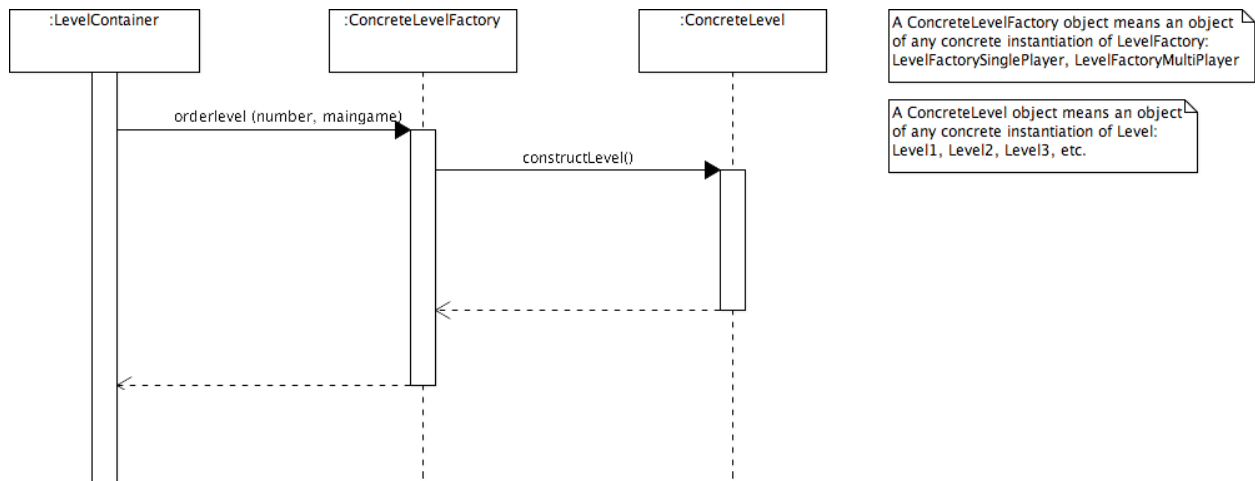 :LevelContainer
:ConcreteLevelFactory
:ConcreteLevel
A ConcreteLevelFactory object means an object
of any concrete instantiation of LevelFactory:
LevelFactorySinglePlayer, LevelFactoryMultiPlayer
A ConcreteLevel object means an object
of any concrete instantiation of Level:
Level1, Level2, Level3, etc.
orderlevel (number, maingame)
constructLevel()